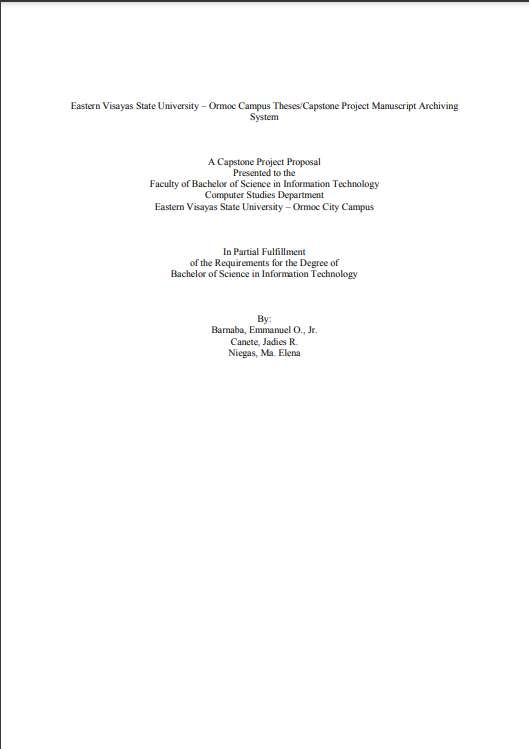 Eastern Visayas State University – Ormoc Campus Theses/Capstone Project Manuscript Archiving
System
A Capstone Project Proposal
Presented to the
Faculty of Bachelor of Science in Information Technology
Computer Studies Department
Eastern Visayas State University – Ormoc City Campus
In Partial Fulfillment
of the Requirements for the Degree of
Bachelor of Science in Information Technology
By:
Barnaba, Emmanuel O., Jr.
Canete, Jadies R.
Niegas, Ma. Elena